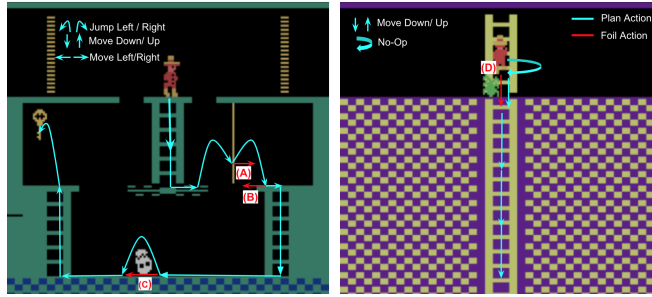 Jump Left / Right
Move Down/ Up
Move Left/Right
(A)
(B)
(C)
Move Down/ Up
No-Op
Plan Action
Foil Action
(D)